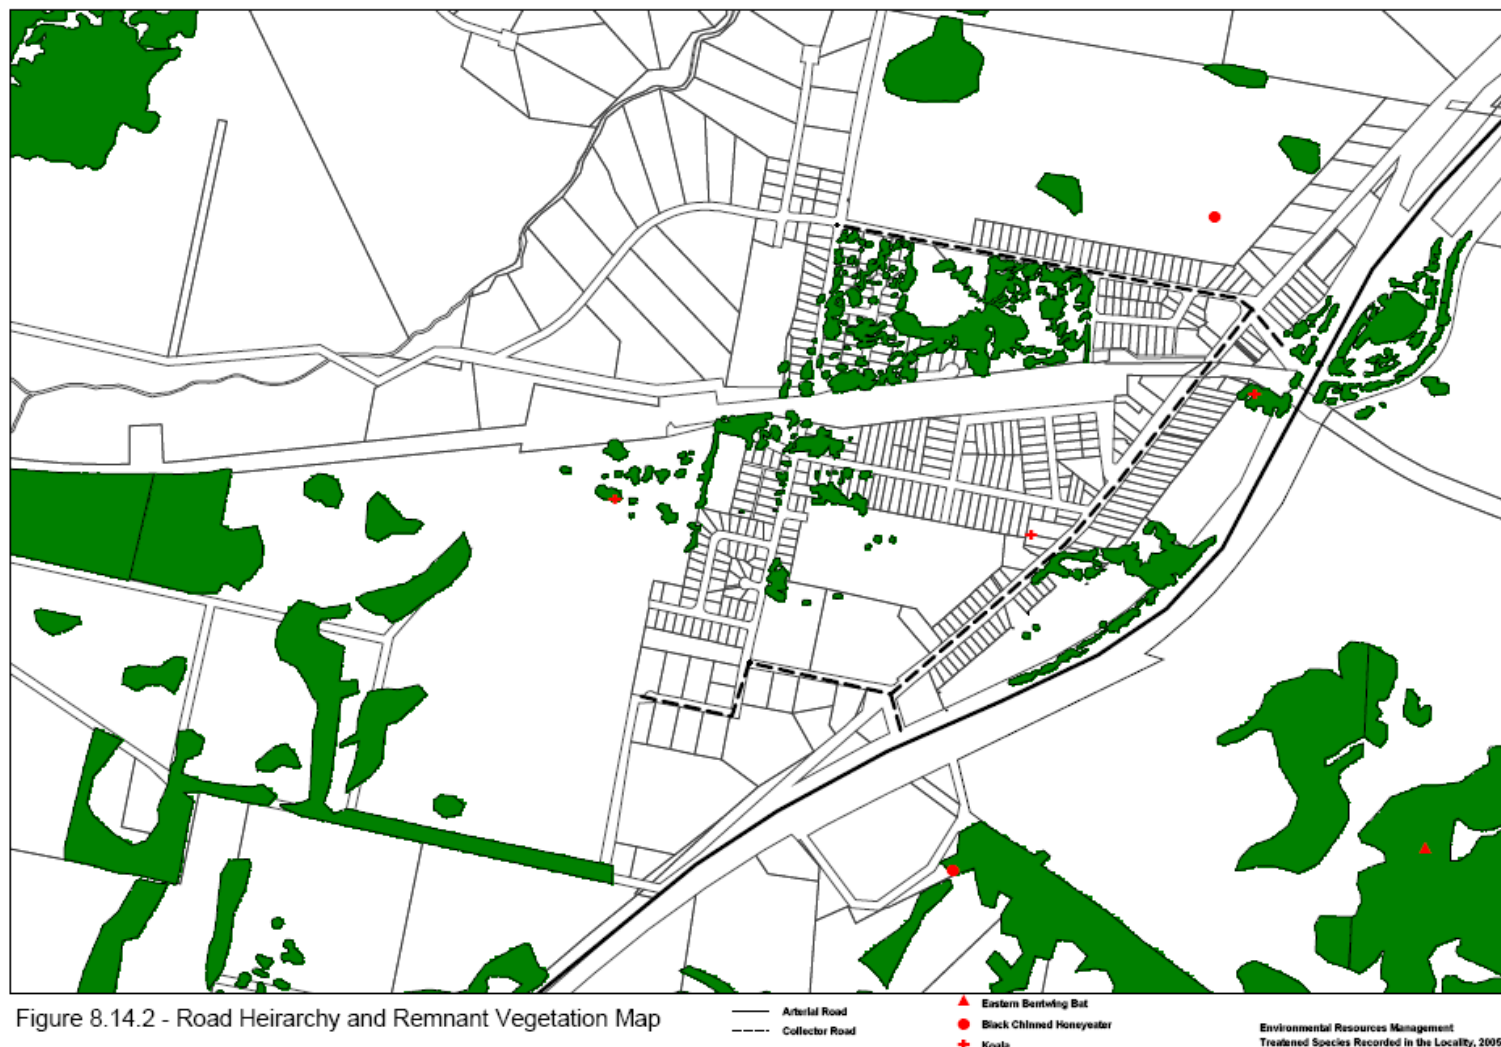 Figure 8.14.2 - Road Heirarchy and Remnant Vegetation Map
Arterial Road
Collector Road
Eastern Bentwing Bat
Black Chinned Honeyeater
Koala
Environmental Resources Management
Treatened Species Recorded in the Locality, 2005